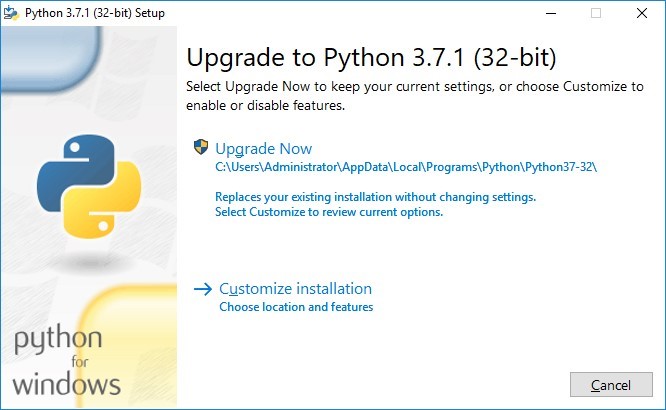 Python 3.7.1 (32-bit) Setup
Upgrade to Python 3.7.1 (32-bit)
Select Upgrade Now to keep your current settings, or choose Customize to
enable or disable features.
Upgrade Now
C:\Users\Administrator\AppData\Local\Programs\Python\Python37-32\
Replaces your existing installation without changing settings.
Select Customize to review current options.
Customize installation
Choose location and features
python
for
windows
Cancel